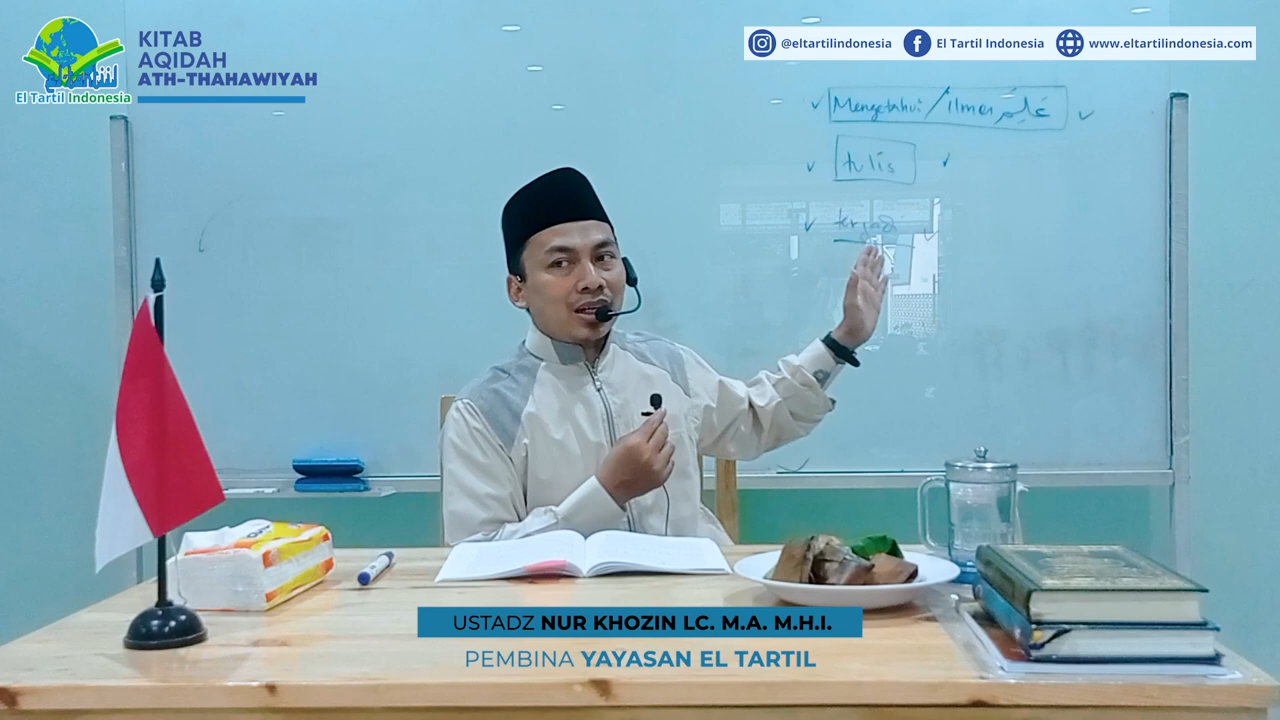 El Tartil Indonesia
KITAB
AQIDAH
ATH-THAHAWIYAH
@eltartilindonesia
El Tartil Indonesia
www.eltartilindonesia.com
Mengetahui / ilmu عَلِيْمٌ
tulis
terjadi
USTADZ NUR KHOZIN LC. M.A. M.H.I.
PEMBINA YAYASAN EL TARTIL